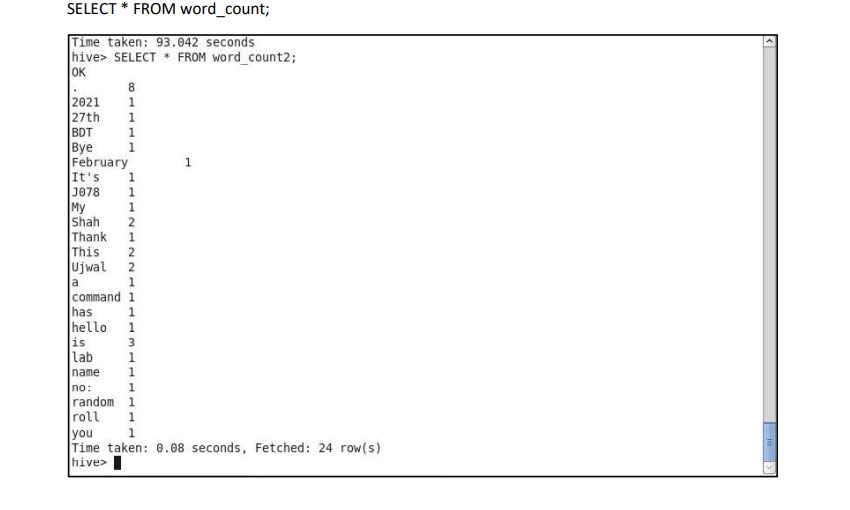 SELECT * FROM word_count;
Time taken: 93.042 seconds
hive> SELECT * FROM word_count2;
OK
. 8
2021 1
27th 1
BDT 1
Bye 1
February 1
It's 1
J078 1
My 1
Shah 2
Thank 1
This 2
Ujwal 2
a 1
command 1
has 1
hello 1
is 3
lab 1
name 1
no: 1
random 1
roll 1
you 1
Time taken: 0.08 seconds, Fetched: 24 row(s)
hive>